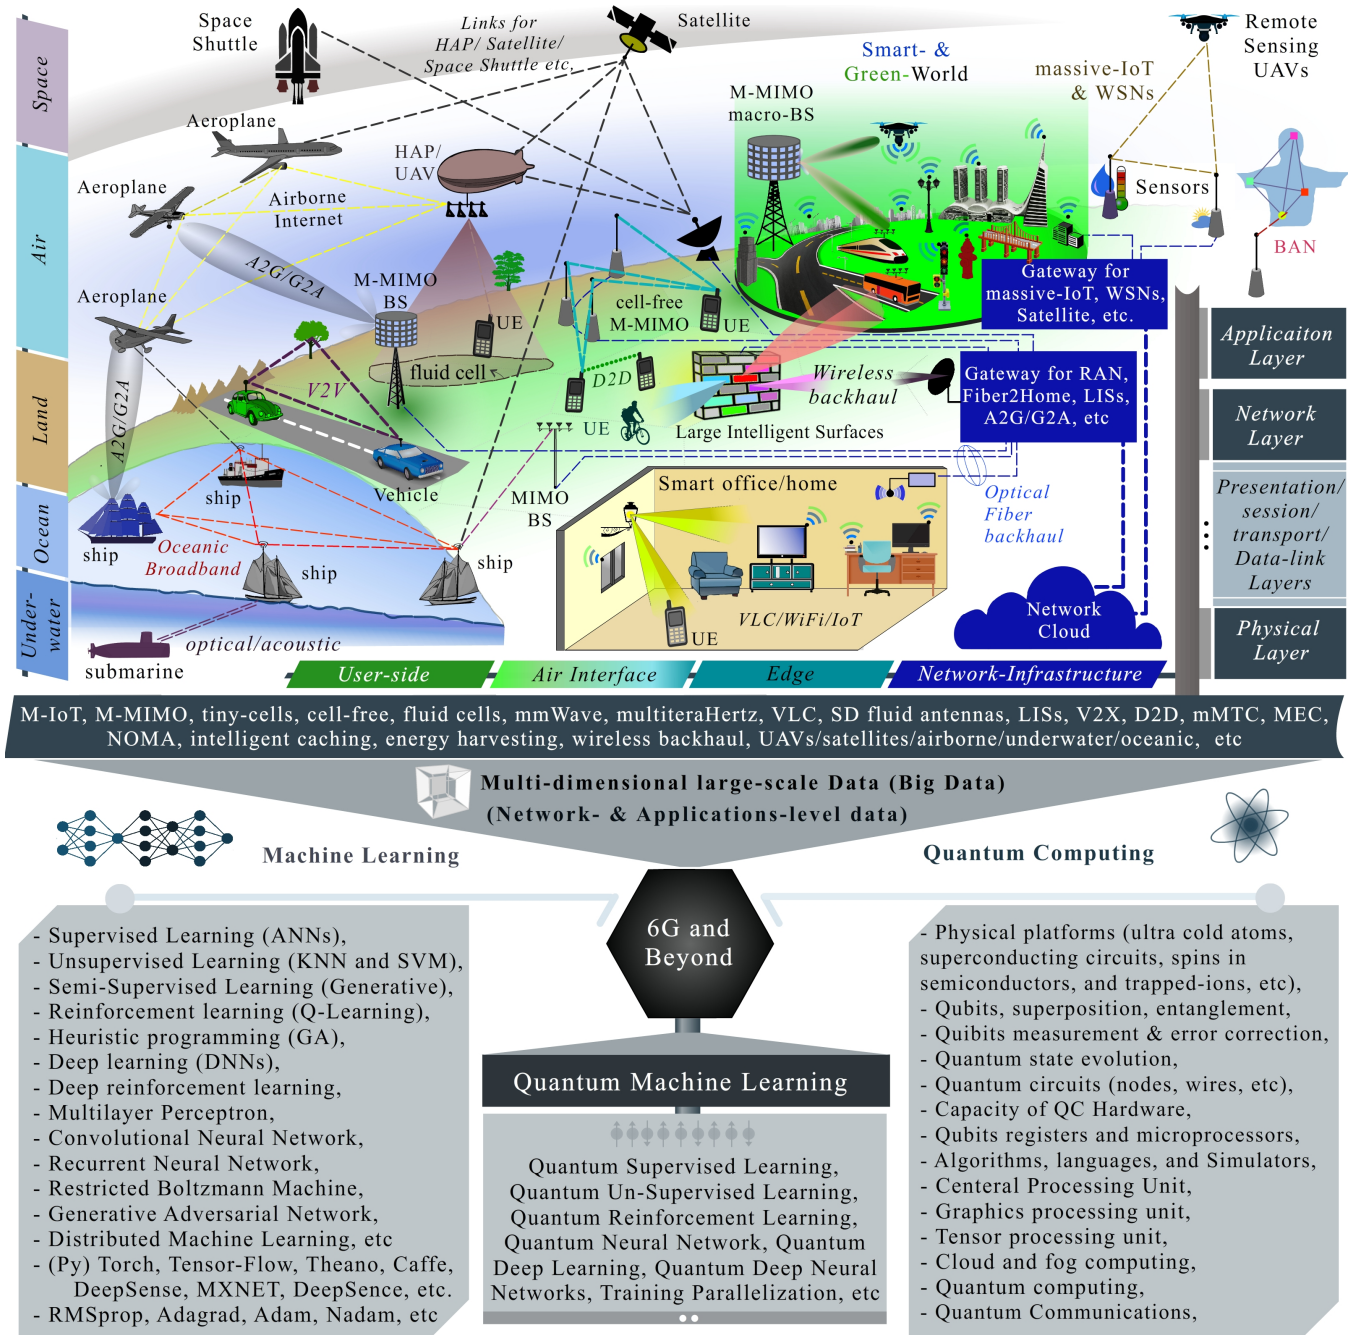 Space
Shuttle
Links for
HAP/ Satellite/
Space Shuttle etc,
Satellite
Remote
Sensing
UAVs
Smart- &
Green-World
massive-IoT
& WSNs
Space
Aeroplane
M-MIMO
macro-BS
HAP/
UAV
Aeroplane
Airborne
Internet
Sensors
BAN
Air
A2G/G2A
M-MIMO
BS
Aeroplane
UE
cell-free
M-MIMO
UE
Gateway for
massive-IoT, WSNs,
Satellite, etc.
Applicaiton
Layer
fluid cell
V2V
D2D
Wireless
backhaul
Gateway for RAN,
Fiber2Home, LISs,
A2G/G2A, etc
Land
A2G/G2A
UE
Large Intelligent Surfaces
Network
Layer
ship
Vehicle
MIMO
BS
Smart office/home
Optical
Fiber
backhaul
Presentation/
session/
transport/
Data-link
Layers
Ocean
ship
Oceanic
Broadband
ship
ship
VLC/WiFi/IoT
UE
Network
Cloud
Under-
water
optical/acoustic
submarine
Physical
Layer
User-side
Air Interface
Edge
Network-Infrastructure
M-IoT, M-MIMO, tiny-cells, cell-free, fluid cells, mmWave, multiteraHertz, VLC, SD fluid antennas, LISs, V2X, D2D, mMTC, MEC,
NOMA, intelligent caching, energy harvesting, wireless backhaul, UAVs/satellites/airborne/underwater/oceanic, etc
Multi-dimensional large-scale Data (Big Data)
(Network- & Applications-level data)
Machine Learning
Quantum Computing
6G and
Beyond
- Supervised Learning (ANNs),
- Unsupervised Learning (KNN and SVM),
- Semi-Supervised Learning (Generative),
- Reinforcement learning (Q-Learning),
- Heuristic programming (GA),
- Deep learning (DNNs),
- Deep reinforcement learning,
- Multilayer Perceptron,
- Convolutional Neural Network,
- Recurrent Neural Network,
- Restricted Boltzmann Machine,
- Generative Adversarial Network,
- Distributed Machine Learning, etc
- (Py) Torch, Tensor-Flow, Theano, Caffe,
DeepSense, MXNET, DeepSence, etc.
- RMSprop, Adagrad, Adam, Nadam, etc
Quantum Machine Learning
Quantum Supervised Learning,
Quantum Un-Supervised Learning,
Quantum Reinforcement Learning,
Quantum Neural Network, Quantum
Deep Learning, Quantum Deep Neural
Networks, Training Parallelization, etc
- Physical platforms (ultra cold atoms,
superconducting circuits, spins in
semiconductors, and trapped-ions, etc),
- Qubits, superposition, entanglement,
- Quibits measurement & error correction,
- Quantum state evolution,
- Quantum circuits (nodes, wires, etc),
- Capacity of QC Hardware,
- Qubits registers and microprocessors,
- Algorithms, languages, and Simulators,
- Centeral Processing Unit,
- Graphics processing unit,
- Tensor processing unit,
- Cloud and fog computing,
- Quantum computing,
- Quantum Communications,